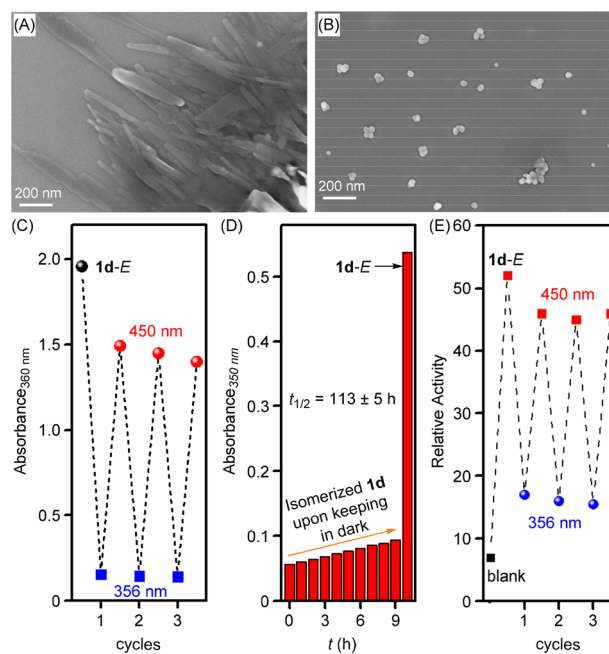 (A)
200 nm
(B)
200 nm
(C)
Absorbance360 nm
2.0
1.5
1.0
0.5
0
1d-E
450 nm
356 nm
1
2
3
cycles
(D)
Absorbance350 nm
0.5
0.4
0.3
0.2
0.1
0
1d-E
t1/2 = 113 ± 5 h
Isomerized 1d
upon keeping
in dark
0
3
6
9
t (h)
(E)
Relative Activity
60
50
40
30
20
10
0
1d-E
450 nm
356 nm
blank
1
2
3
cycles